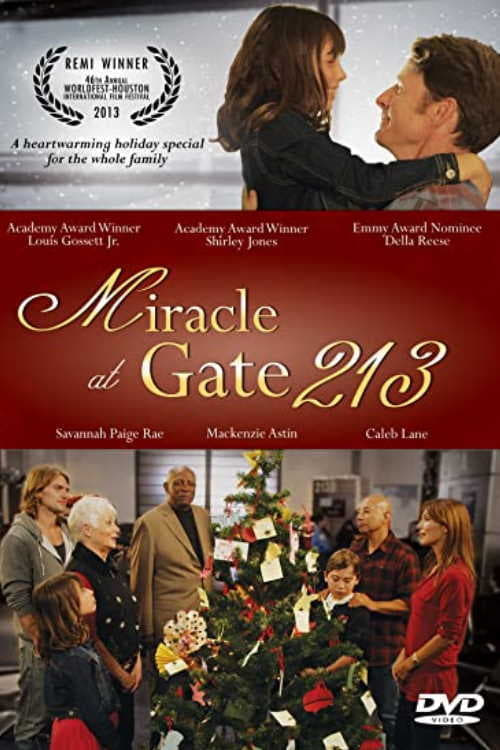 REMI WINNER
46TH ANNUAL
WORLDFEST-HOUSTON
INTERNATIONAL FILM FESTIVAL
2013
A heartwarming holiday special
for the whole family
Academy Award Winner
Louis Gossett Jr.
Academy Award Winner
Shirley Jones
Emmy Award Nominee
Della Reese
Miracle
at Gate 213
Savannah Paige Rae
Mackenzie Astin
Caleb Lane
DVD
VIDEO